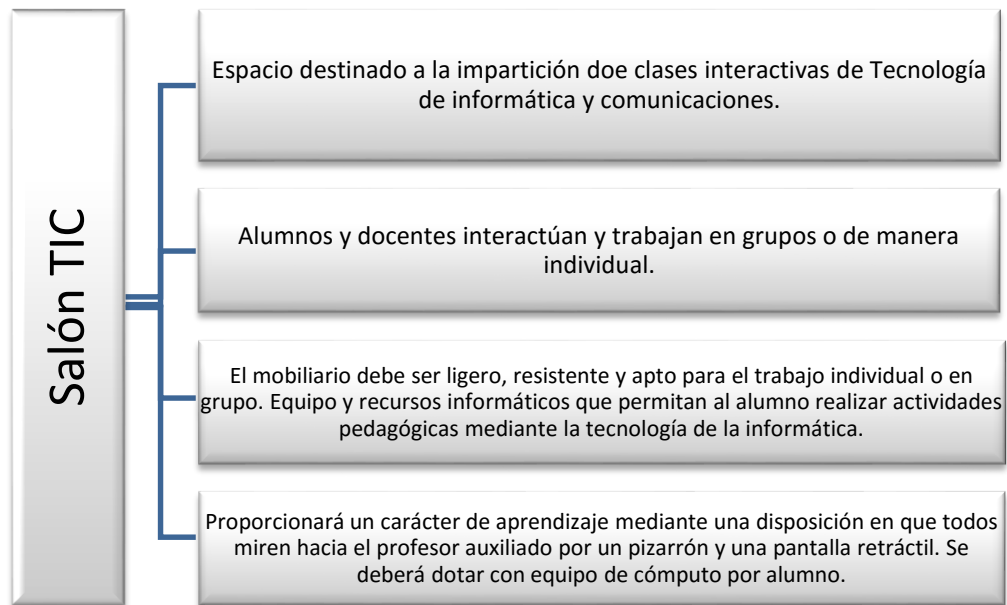 Salón TIC
Espacio destinado a la impartición doe clases interactivas de Tecnología
de informática y comunicaciones.
Alumnos y docentes interactúan y trabajan en grupos o de manera
individual.
El mobiliario debe ser ligero, resistente y apto para el trabajo individual o en
grupo. Equipo y recursos informáticos que permitan al alumno realizar actividades
pedagógicas mediante la tecnología de la informática.
Proporcionará un carácter de aprendizaje mediante una disposición en que todos
miren hacia el profesor auxiliado por un pizarrón y una pantalla retráctil. Se
deberá dotar con equipo de cómputo por alumno.